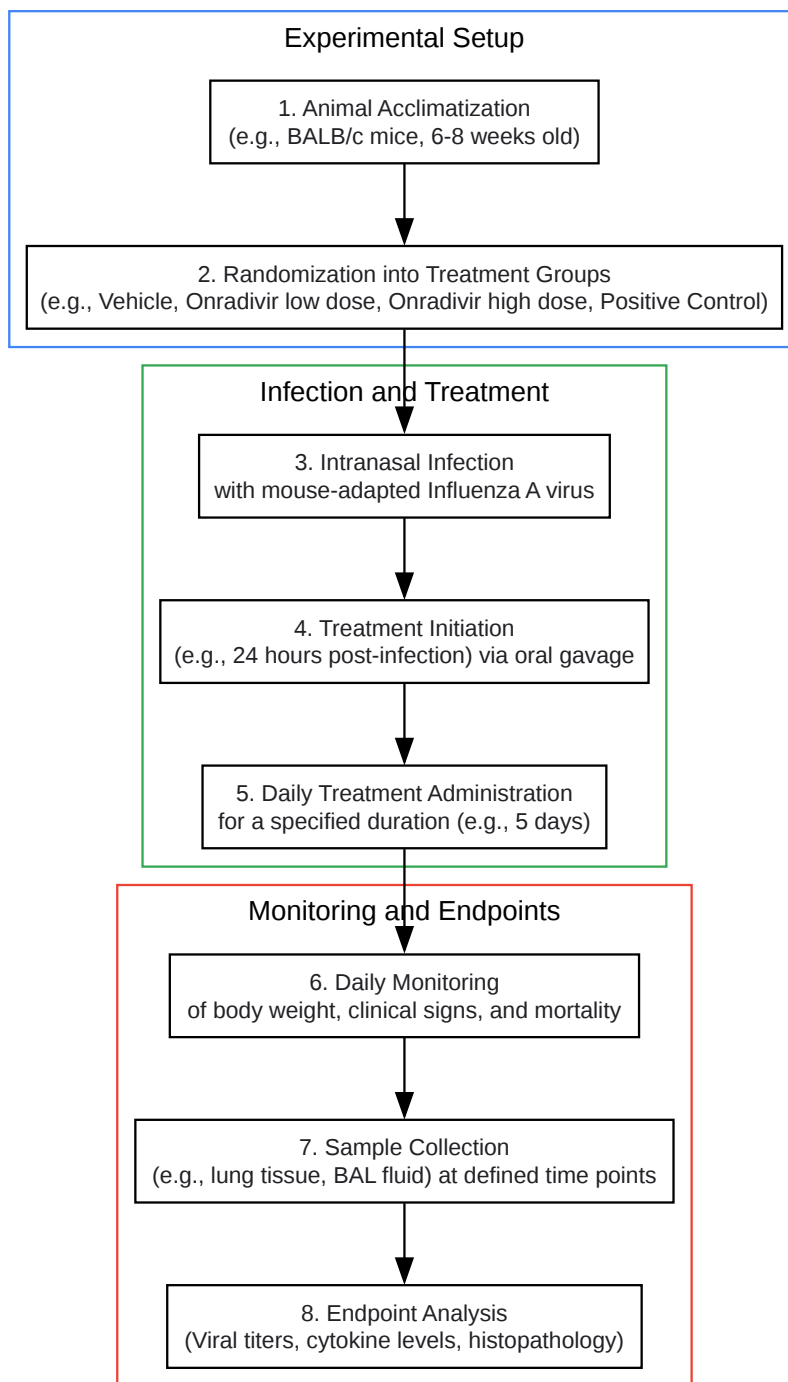 Experimental Setup
1. Animal Acclimatization
(e.g., BALB/c mice, 6-8 weeks old)
2. Randomization into Treatment Groups
(e.g., Vehicle, Onradivir low dose, Onradivir high dose, Positive Control)
Infection and Treatment
3. Intranasal Infection
with mouse-adapted Influenza A virus
4. Treatment Initiation
(e.g., 24 hours post-infection) via oral gavage
5. Daily Treatment Administration
for a specified duration (e.g., 5 days)
Monitoring and Endpoints
6. Daily Monitoring
of body weight, clinical signs, and mortality
7. Sample Collection
(e.g., lung tissue, BAL fluid) at defined time points
8. Endpoint Analysis
(Viral titers, cytokine levels, histopathology)